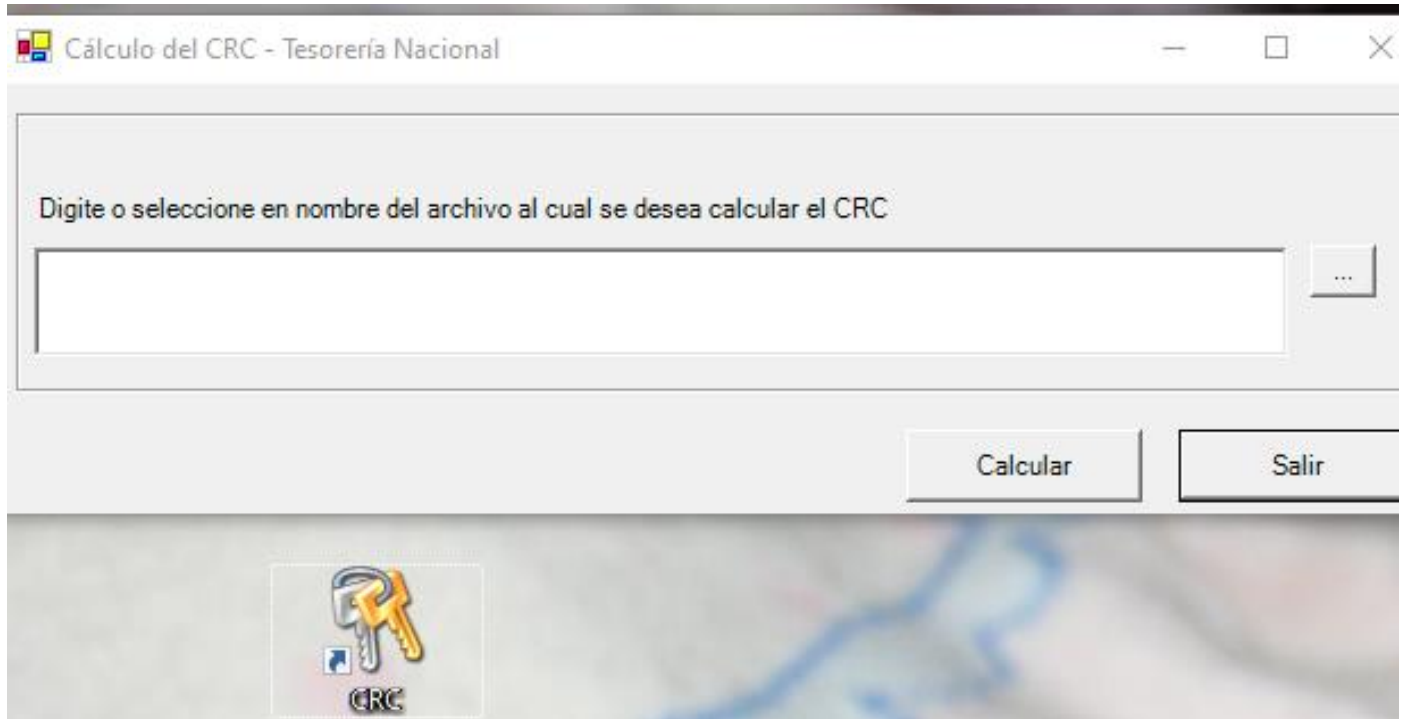 Cálculo del CRC - Tesorería Nacional
Digite o seleccione en nombre del archivo al cual se desea calcular el CRC
...
Calcular
Salir
CRC